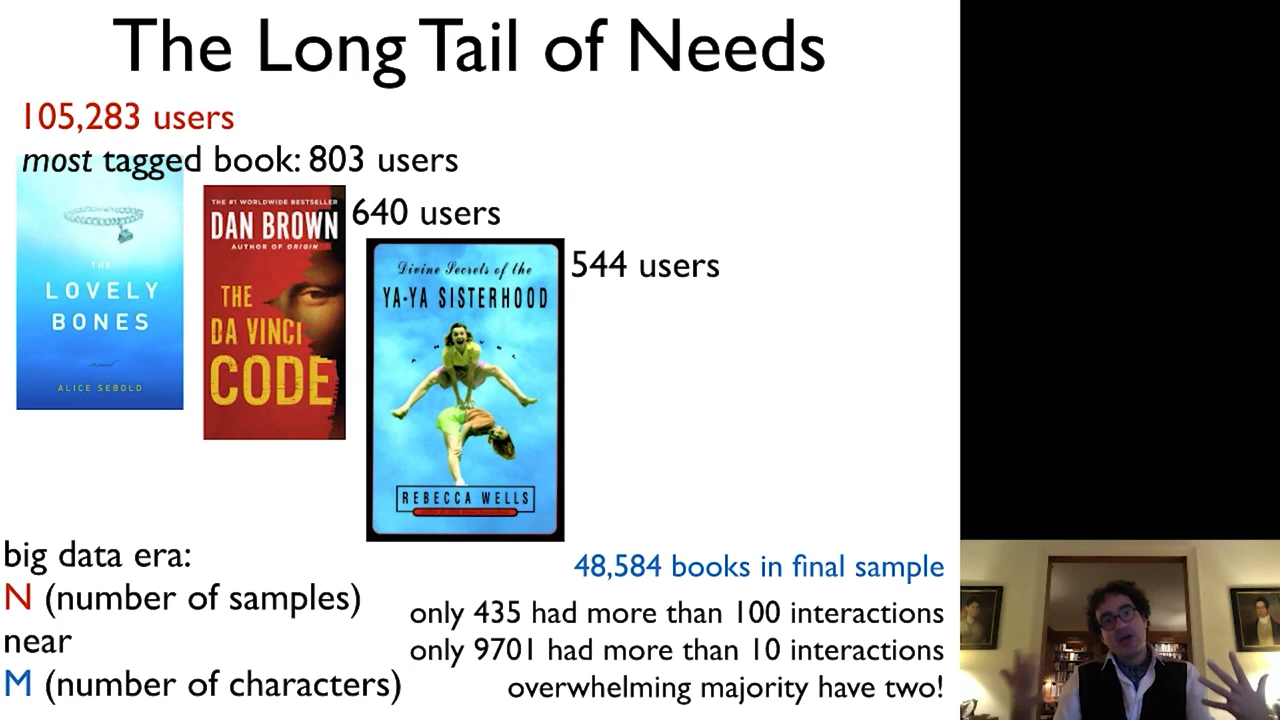 The Long Tail of Needs
105,283 users
most tagged book: 803 users
THE
LOVELY
BONES
ALICE SEBOLD
THE #1 WORLDWIDE BESTSELLER
DAN BROWN
AUTHOR OF ORIGIN
THE
DA VINCI
CODE
640 users
Divine Secrets of the
YA-YA SISTERHOOD
REBECCA WELLS
544 users
big data era:
N (number of samples)
near
M (number of characters)
48,584 books in final sample
only 435 had more than 100 interactions
only 9701 had more than 10 interactions
overwhelming majority have two!